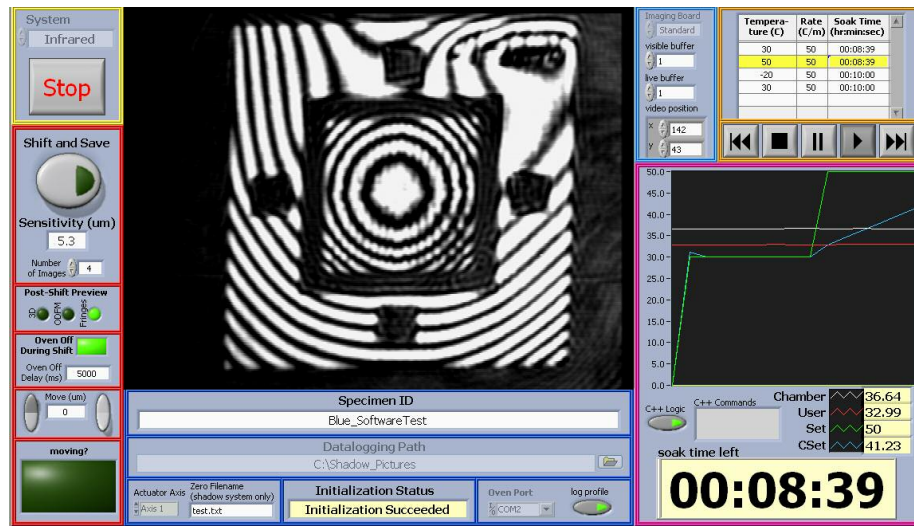 System
Infrared
Stop
Shift and Save
Sensitivity (um)
5.3
Number
of Images
4
Post-Shift Preview
3D
ODFM
Fringes
Oven Off
During Shift
Oven Off
Delay (ms)
5000
Move (um)
0
moving?
Specimen ID
Blue_SoftwareTest
Datalogging Path
C:\Shadow_Pictures
Actuator Axis
Axis 1
Zero Filename
(shadow system only)
test.txt
Initialization Status
Initialization Succeeded
Oven Port
COM2
log profile
Imaging Board
Standard
visible buffer
1
live buffer
1
video position
x 142
y 43
Tempera- Rate Soak Time
ture (C) (C/m) (hr:min:sec)
30 50 00:08:39
50 50 00:08:39
-20 50 00:10:00
30 50 00:10:00
50.0
45.0
40.0
35.0
30.0
25.0
20.0
15.0
10.0
5.0
0.0
C++ Logic
C++ Commands
Chamber 36.64
User 32.99
Set 50
CSet 41.23
soak time left
00:08:39